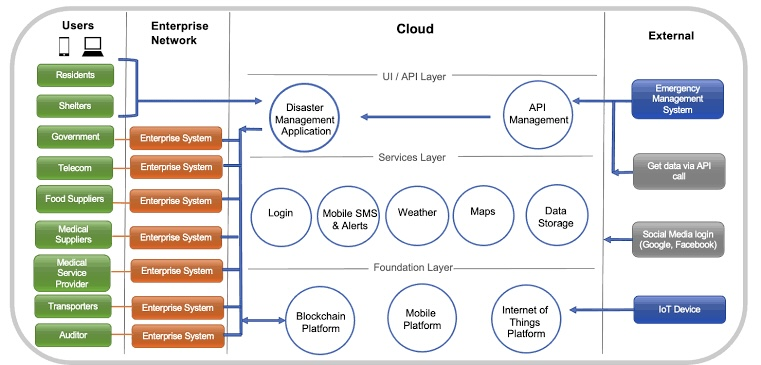 Users
Enterprise
Network
Cloud
External
UI / API Layer
Residents
Shelters
Government
Telecom
Food Suppliers
Medical
Suppliers
Medical
Service
Provider
Transporters
Auditor
Enterprise System
Enterprise System
Enterprise System
Enterprise System
Enterprise System
Enterprise System
Enterprise System
Disaster
Management
Application
API
Management
Services Layer
Login
Mobile SMS
& Alerts
Weather
Maps
Data
Storage
Foundation Layer
Blockchain
Platform
Mobile
Platform
Internet of
Things
Platform
Emergency
Management
System
Get data via API
call
Social Media login
(Google, Facebook)
IoT Device